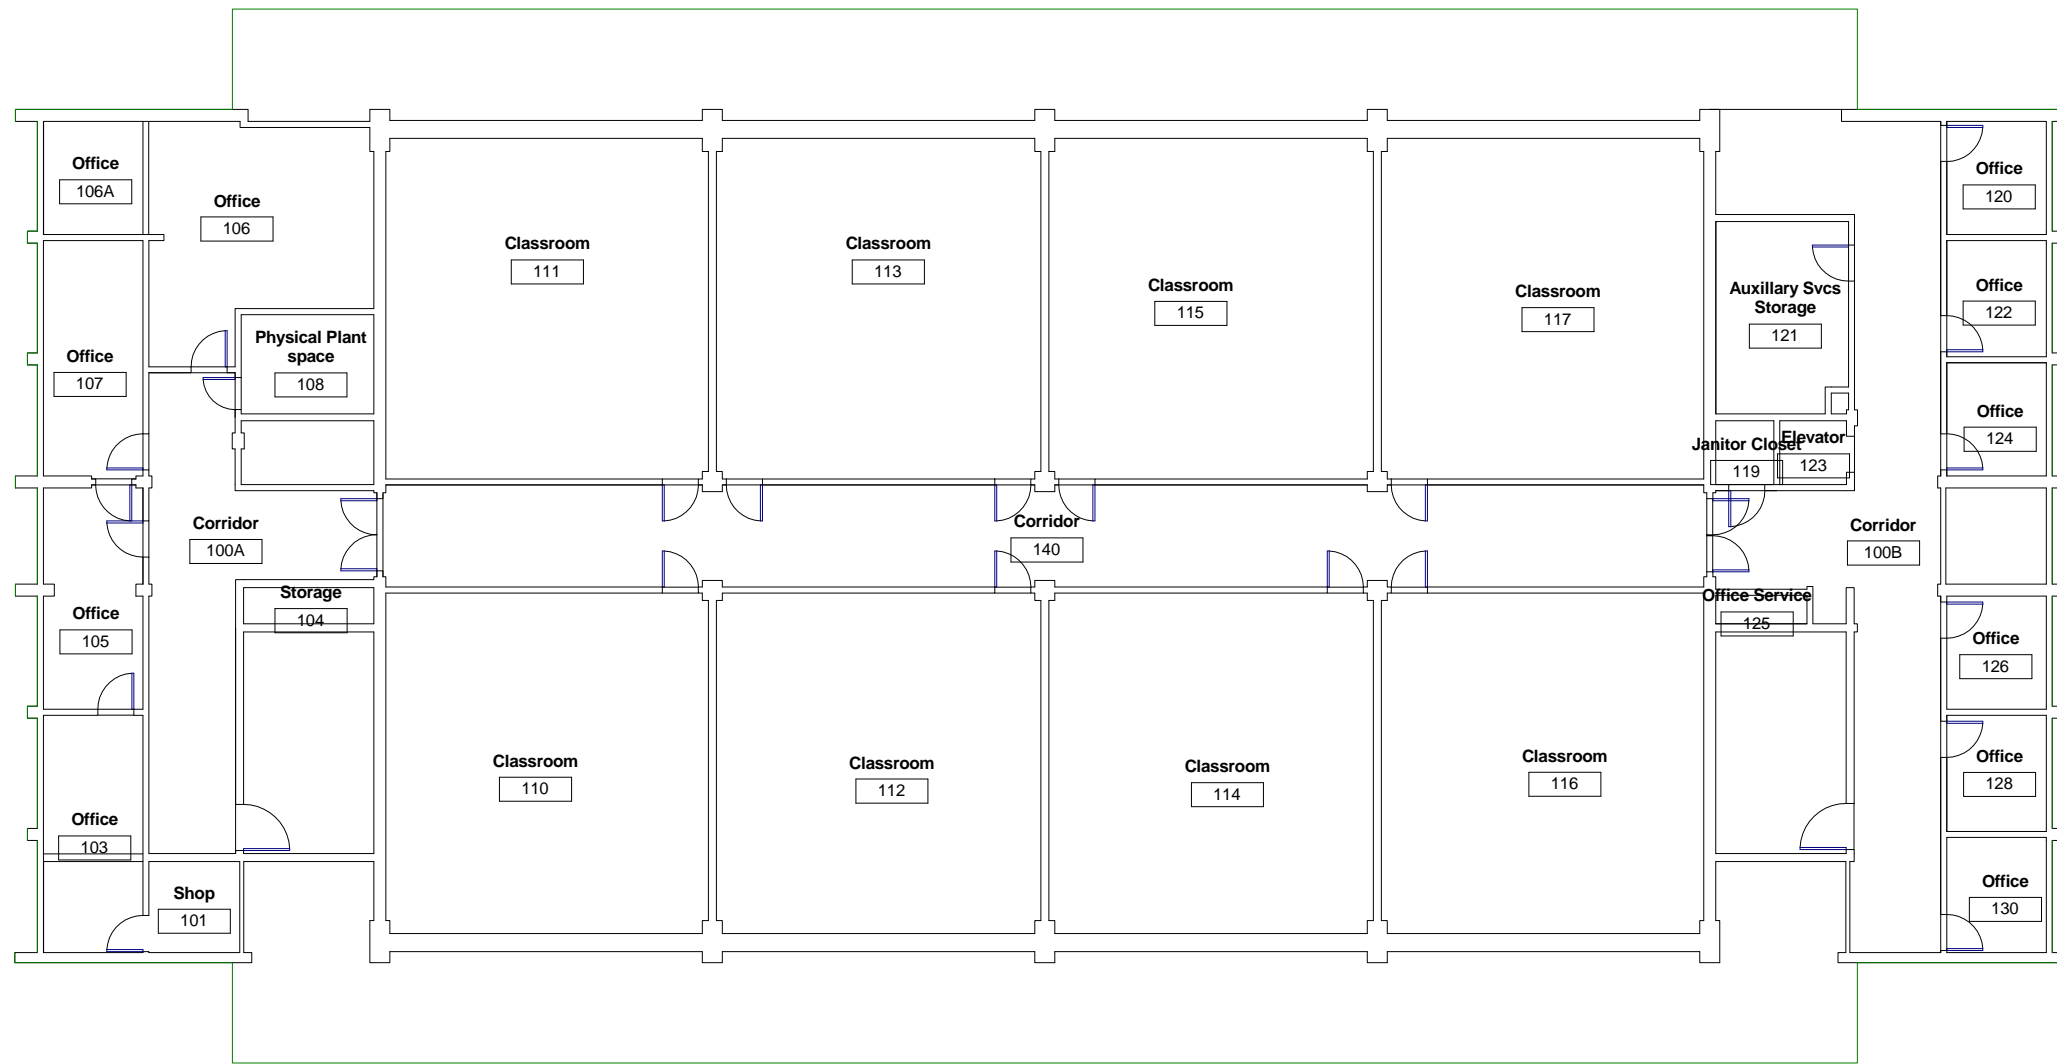 Office
106A
Office
106
Office
107
Physical Plant
space
108
Classroom
111
Classroom
113
Classroom
115
Classroom
117
Auxillary Svcs
Storage
121
Janitor Closet
119
Elevator
123
Office
120
Office
122
Office
124
Corridor
100A
Corridor
140
Corridor
100B
Office
105
Storage
104
Office Service
125
Office
126
Office
103
Shop
101
Classroom
110
Classroom
112
Classroom
114
Classroom
116
Office
128
Office
130